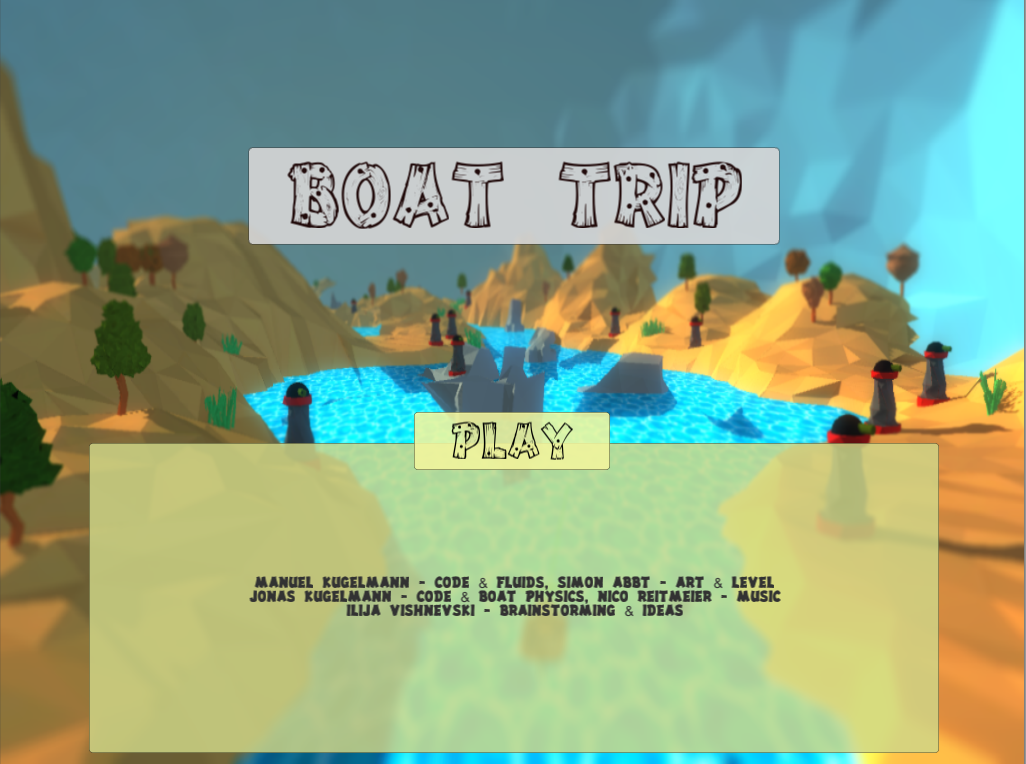 BOAT TRIP
PLAY
MANUEL KUGELMANN - CODE & FLUIDS, SIMON ABBT - ART & LEVEL
JONAS KUGELMANN - CODE & BOAT PHYSICS, NICO REITMEIER - MUSIC
ILIJA VISHNEVSKI - BRAINSTORMING & IDEAS